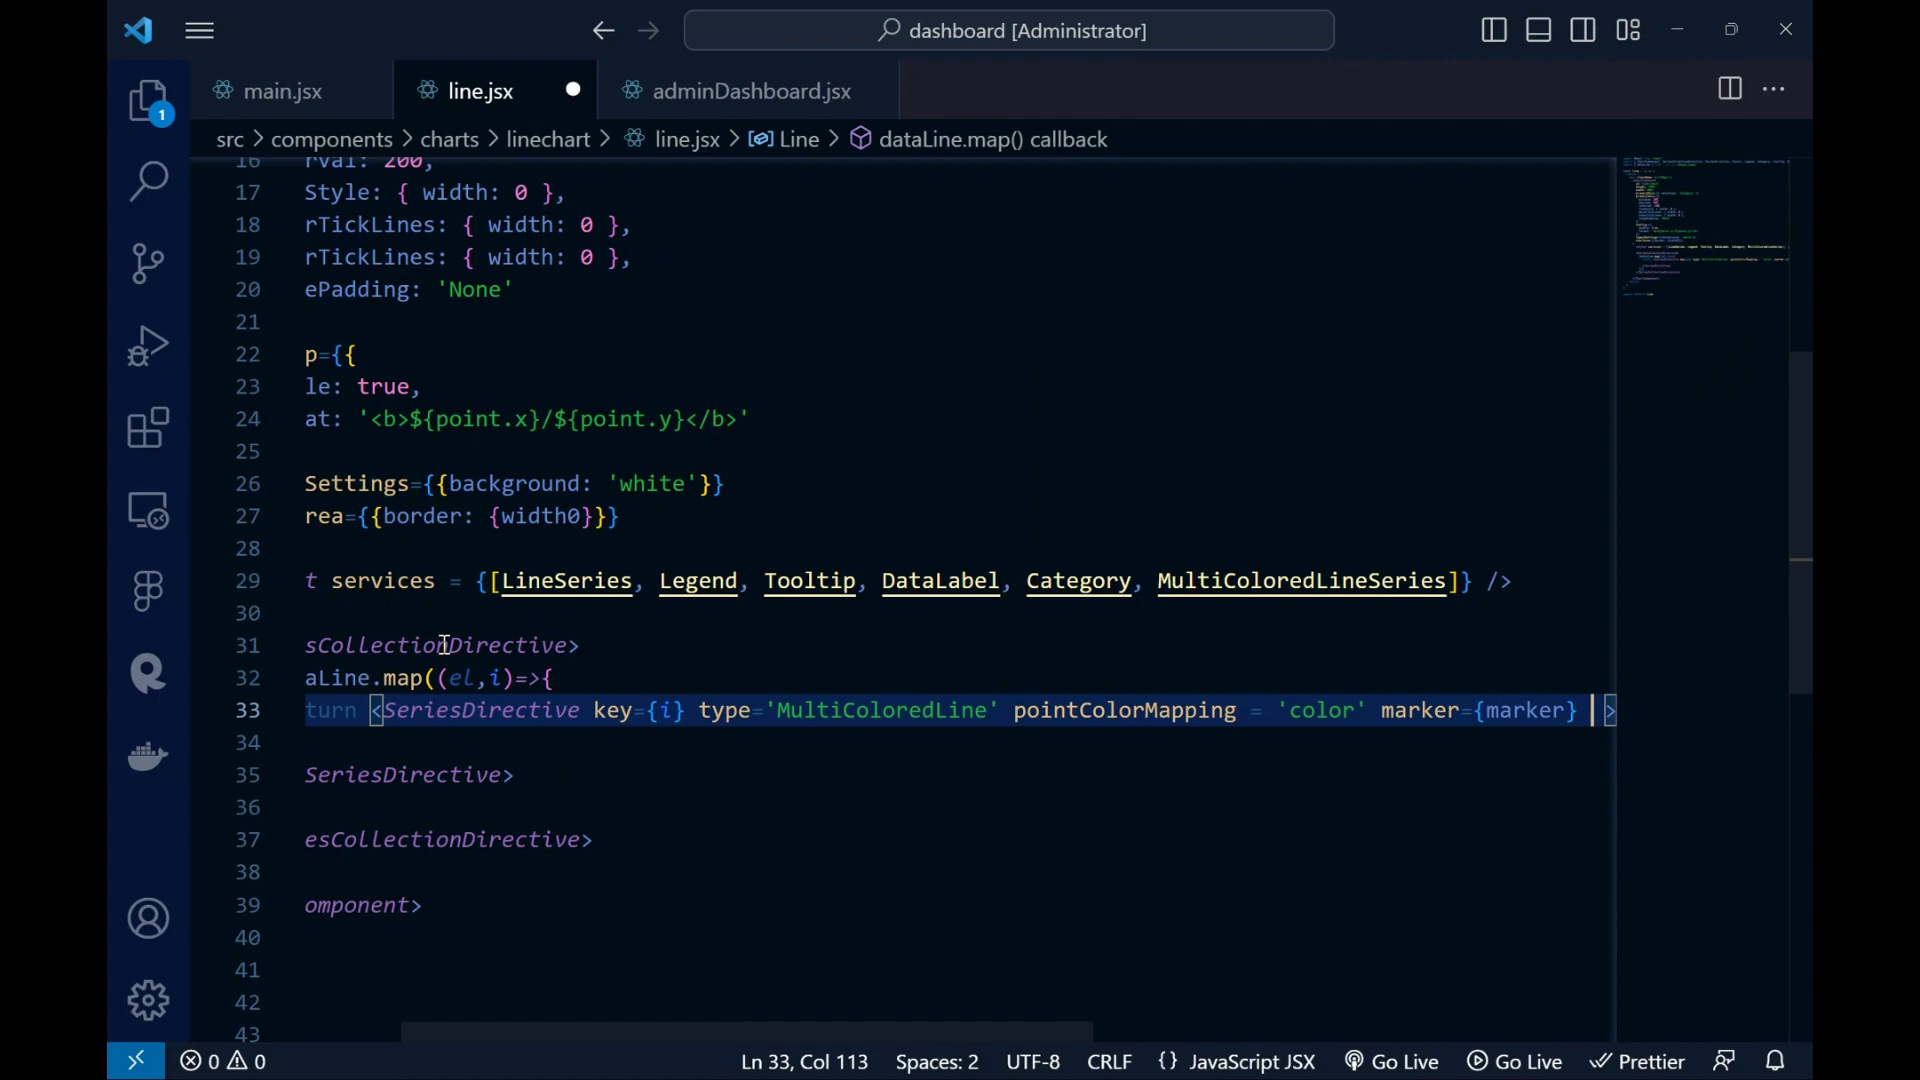 dashboard [Administrator]
main.jsx
line.jsx
adminDashboard.jsx
1
src > components > charts > linechart > line.jsx > Line > dataLine.map() callback
16 rval: 200,
17 Style: { width: 0 },
18 rTickLines: { width: 0 },
19 rTickLines: { width: 0 },
20 ePadding: 'None'
21
22 p={{
23 le: true,
24 at: '<b>${point.x}/${point.y}</b>'
25
26 Settings={{background: 'white'}}
27 rea={{border: {width0}}}
28
29 t services = {[LineSeries, Legend, Tooltip, DataLabel, Category, MultiColoredLineSeries]} />
30
31 sCollectionDirective>
32 aLine.map((el,i)=>{
33 turn <SeriesDirective key={i} type='MultiColoredLine' pointColorMapping = 'color' marker={marker} >
34
35 SeriesDirective>
36
37 esCollectionDirective>
38
39 omponent>
40
41
42
43
0 0
Ln 33, Col 113
Spaces: 2
UTF-8
CRLF
{} JavaScript JSX
Go Live
Go Live
Prettier